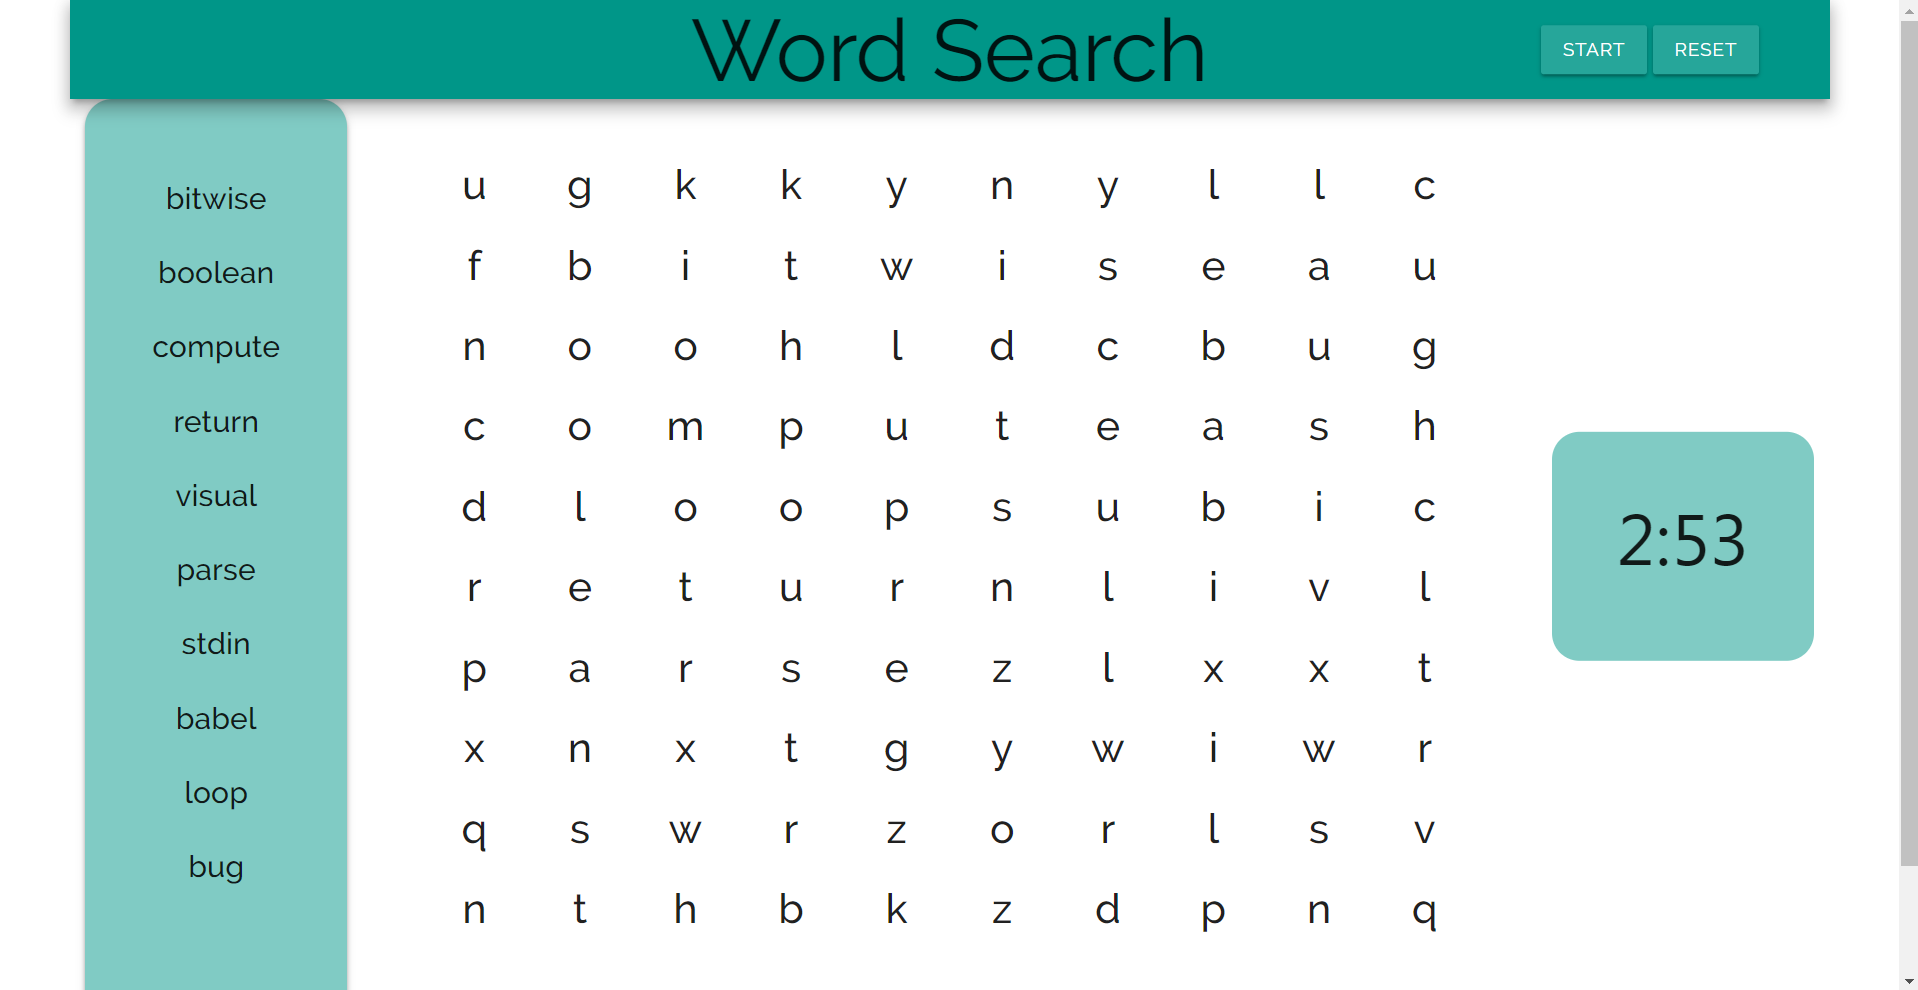 Word Search
START RESET
bitwise
boolean
compute
return
visual
parse
stdin
babel
loop
bug
u g k k y n y l l c
f b i t w i s e a u
n o o h l d c b u g
c o m p u t e a s h
d l o o p s u b i c
r e t u r n l i v l
p a r s e z l x x t
x n x t g y w i w r
q s w r z o r l s v
n t h b k z d p n q
2:53